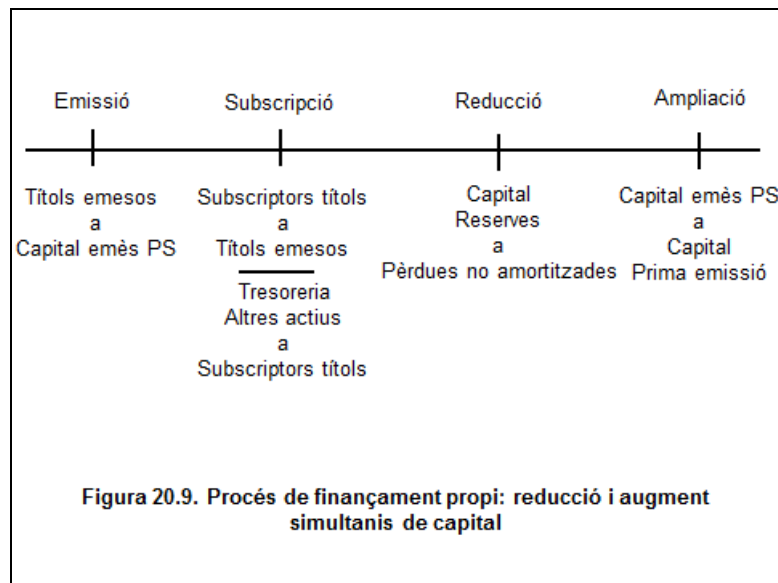 Emissió
Subscripció
Reducció
Ampliació
Títols emesos
a
Capital emès PS
Subscriptors títols
a
Títols emesos
Tresoreria
Altres actius
a
Subscriptors títols
Capital
Reserves
a
Pèrdues no amortitzades
Capital emès PS
a
Capital
Prima emissió
Figura 20.9. Procés de finançament propi: reducció i augment
simultanis de capital